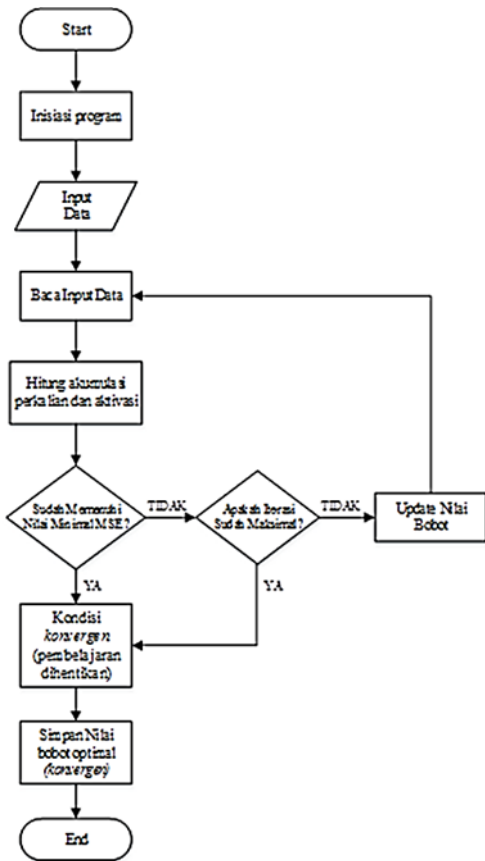 Start
Inisiasi program
Input
Data
Baca Input Data
Hitung akumulasi
perkalian dan aktivasi
Sudah Memenuhi
Nilai Minimal MSE?
TIDAK
Apakah Iterasi
Sudah Maksimal?
TIDAK
Update Nilai
Bobot
YA
YA
Kondisi
konvergen
(pembelajaran
dihentikan)
Simpan Nilai
bobot optimal
(konvergen)
End